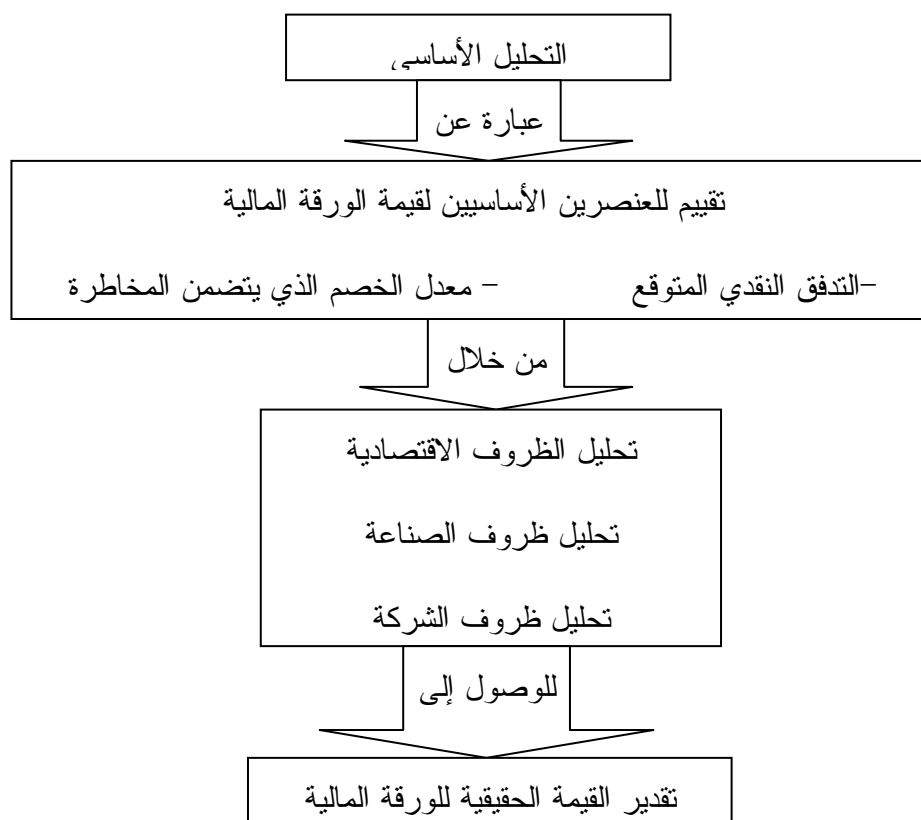 التحليل الأساسي
عبارة عن
تقييم للعنصرين الأساسيين لقيمة الورقة المالية
-التدفق النقدي المتوقع - معدل الخصم الذي يتضمن المخاطرة
من خلال
تحليل الظروف الاقتصادية
تحليل ظروف الصناعة
تحليل ظروف الشركة
للوصول إلى
تقدير القيمة الحقيقية للورقة المالية